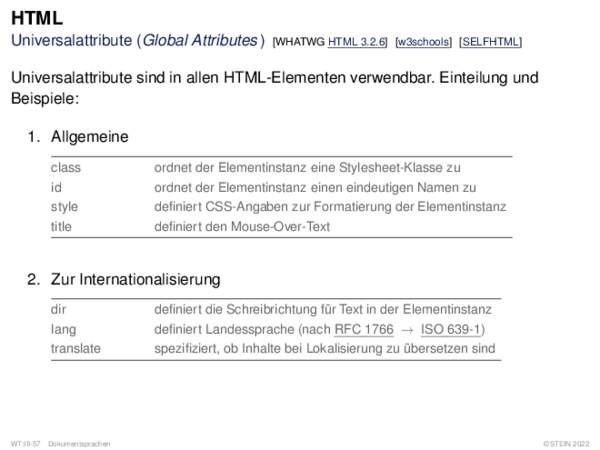 HTML
Universalattribute (Global Attributes) [WHATWG HTML 3.2.6] [w3schools] [SELFHTML]
Universalattribute sind in allen HTML-Elementen verwendbar. Einteilung und
Beispiele:
1. Allgemeine
class ordnet der Elementinstanz eine Stylesheet-Klasse zu
id ordnet der Elementinstanz einen eindeutigen Namen zu
style definiert CSS-Angaben zur Formatierung der Elementinstanz
title definiert den Mouse-Over-Text
2. Zur Internationalisierung
dir definiert die Schreibrichtung für Text in der Elementinstanz
lang definiert Landessprache (nach RFC 1766 → ISO 639-1)
translate spezifiziert, ob Inhalte bei Lokalisierung zu übersetzen sind
WT:III-57 Dokumentsprachen ©STEIN 2022